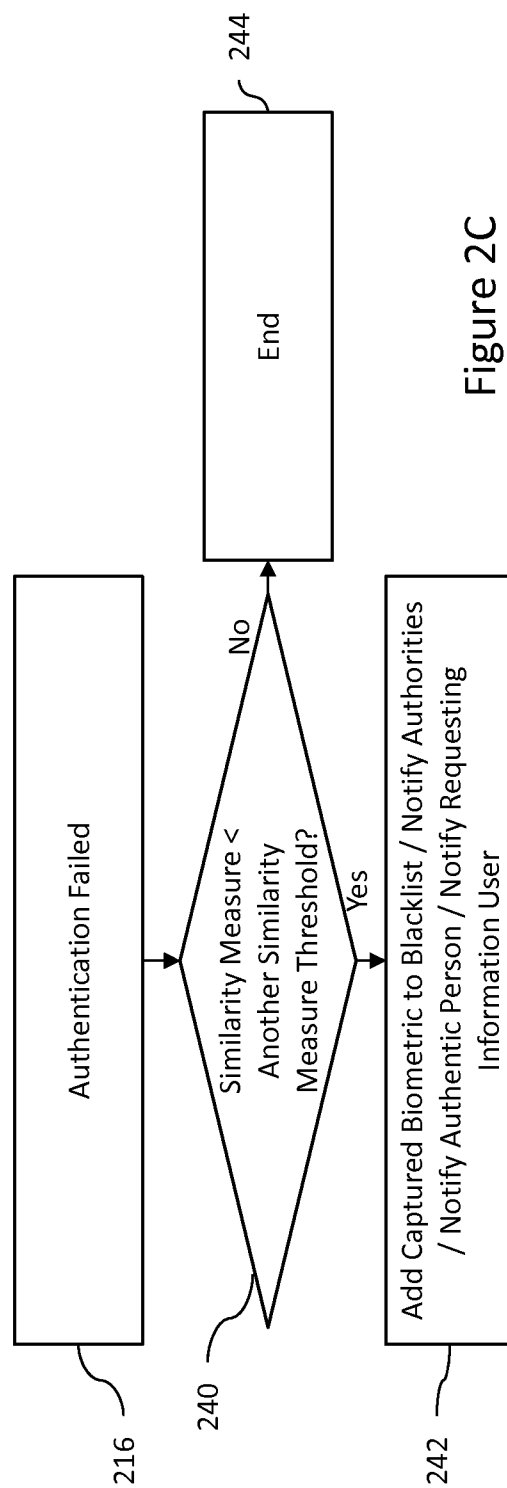 Authentication Failed
216
Similarity Measure <
Another Similarity
Measure Threshold?
240
No
Yes
End
244
Add Captured Biometric to Blacklist / Notify Authorities
/ Notify Authentic Person / Notify Requesting
Information User
242
Figure 2C